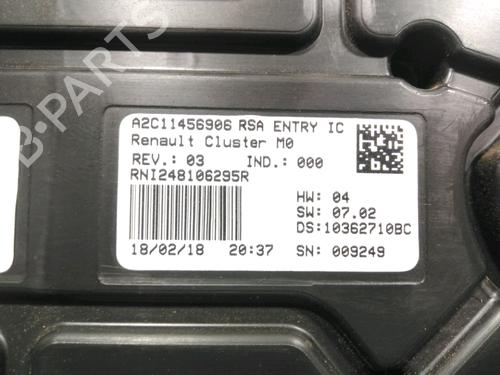 B-PARTS
A2C11456906 RSA ENTRY IC
Renault Cluster M0
REV.: 03 IND.: 000
RNI248106295R
HW: 04
SW: 07.02
DS:10362710BC
18/02/18 20:37 SN: 009249